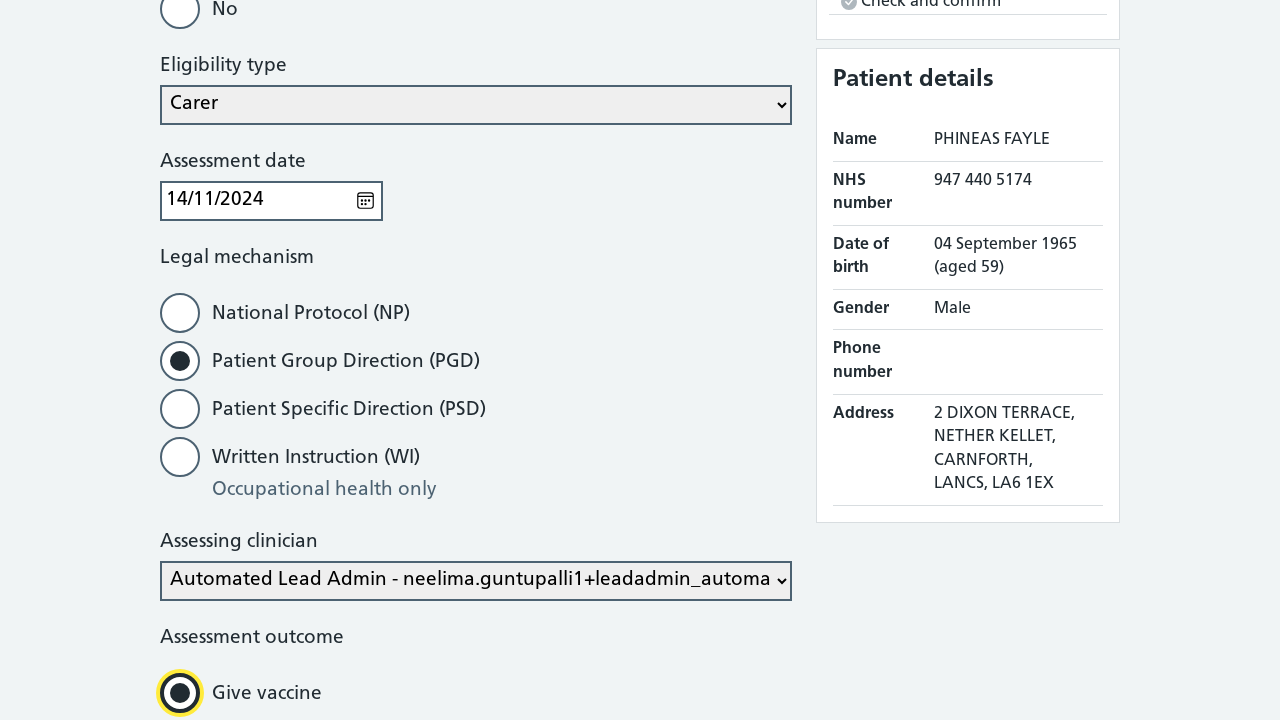 No
Eligibility type
Carer
Assessment date
14/11/2024
Legal mechanism
National Protocol (NP)
Patient Group Direction (PGD)
Patient Specific Direction (PSD)
Written Instruction (WI)
Occupational health only
Assessing clinician
Automated Lead Admin - neelima.guntupalli1+leadadmin_automa
Assessment outcome
Give vaccine
Check and confirm
Patient details
Name PHINEAS FAYLE
NHS number 947 440 5174
Date of birth 04 September 1965 (aged 59)
Gender Male
Phone number
Address 2 DIXON TERRACE,
NETHER KELLET,
CARNFORTH,
LANCS, LA6 1EX